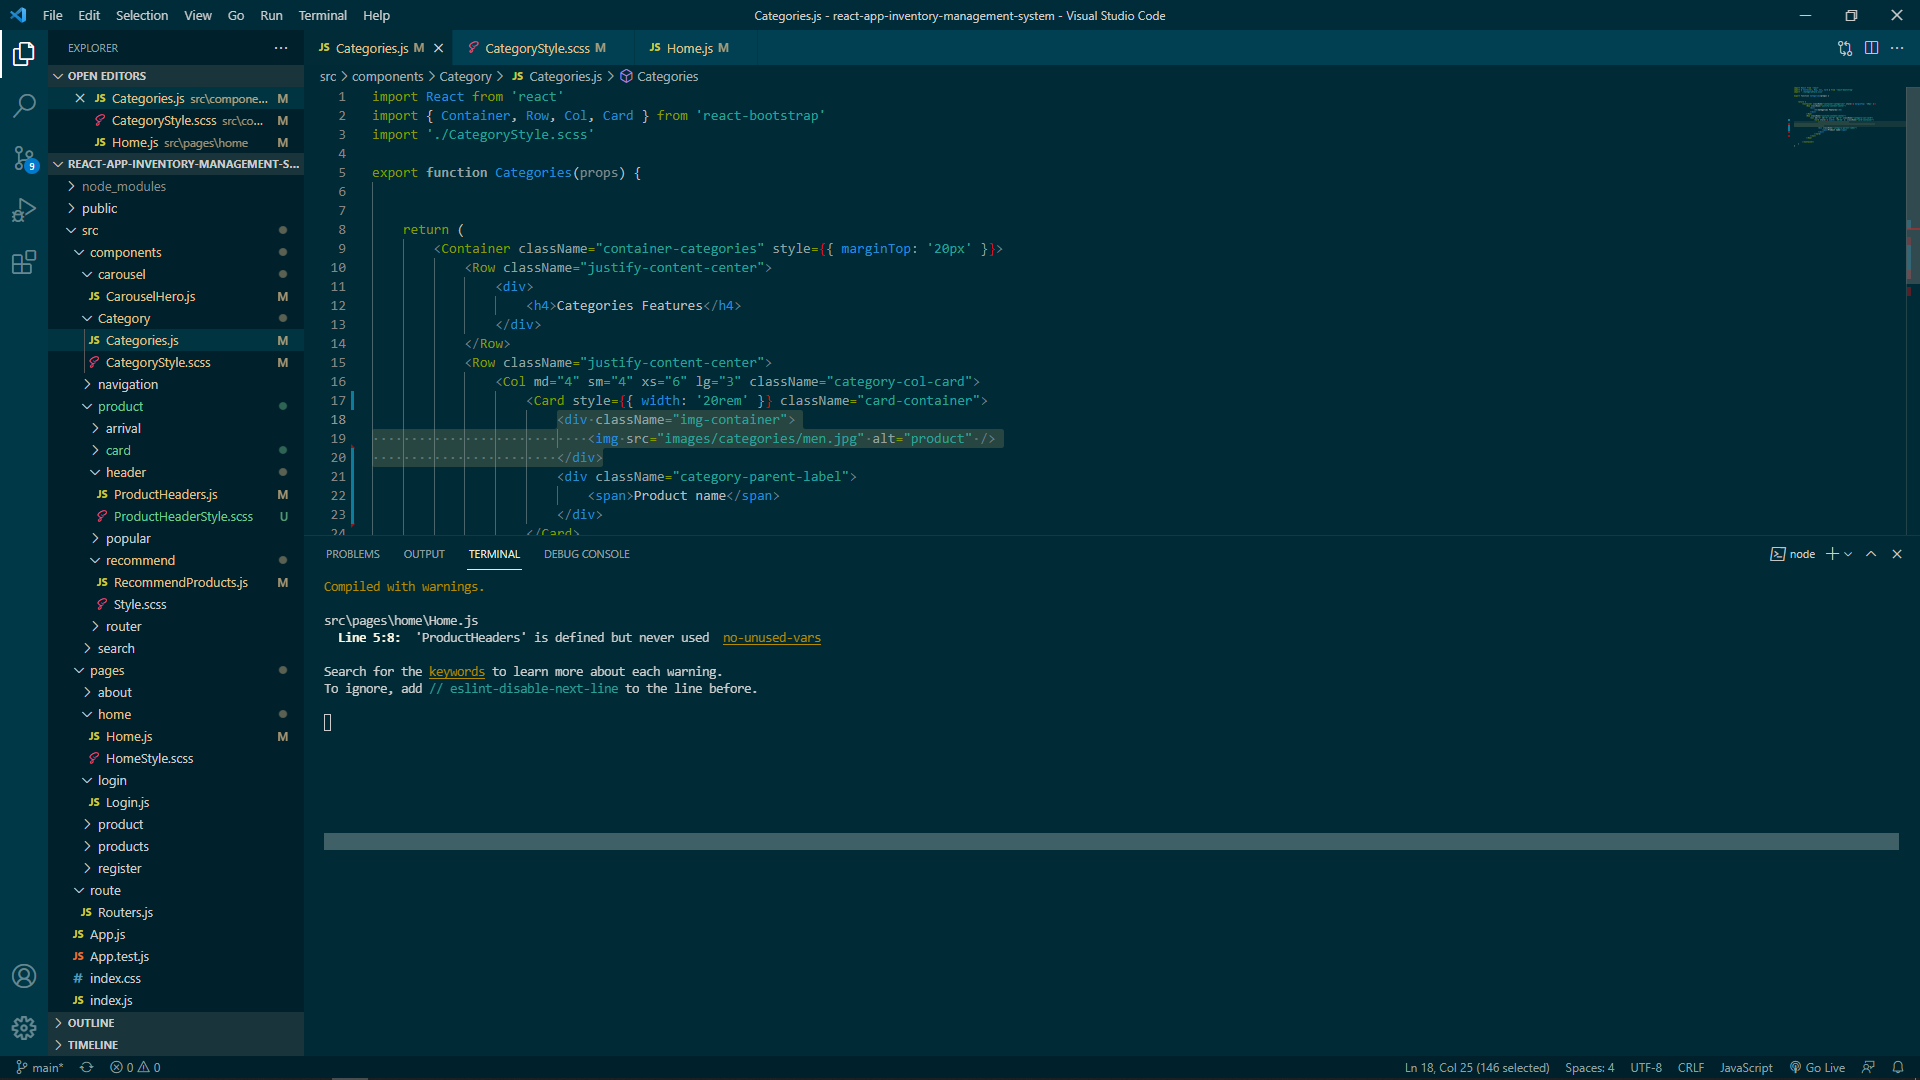 File Edit Selection View Go Run Terminal Help
Categories.js - react-app-inventory-management-system - Visual Studio Code
EXPLORER
OPEN EDITORS
JS Categories.js src\compone... M
CategoryStyle.scss src\co... M
JS Home.js src\pages\home M
REACT-APP-INVENTORY-MANAGEMENT-S...
node_modules
public
src
components
carousel
JS CarouselHero.js M
Category
JS Categories.js M
CategoryStyle.scss M
navigation
product
arrival
card
header
JS ProductHeaders.js M
ProductHeaderStyle.scss U
popular
recommend
JS RecommendProducts.js M
Style.scss
router
search
pages
about
home
JS Home.js M
HomeStyle.scss
login
JS Login.js
product
products
register
route
JS Routers.js
JS App.js
JS App.test.js
# index.css
JS index.js
OUTLINE
TIMELINE
9
JS Categories.js M
CategoryStyle.scss M
JS Home.js M
src > components > Category > JS Categories.js > Categories
1 import React from 'react'
2 import { Container, Row, Col, Card } from 'react-bootstrap'
3 import './CategoryStyle.scss'
4
5 export function Categories(props) {
6
7
8 return (
9 <Container className="container-categories" style={{ marginTop: '20px' }}>
10 <Row className="justify-content-center">
11 <div>
12 <h4>Categories Features</h4>
13 </div>
14 </Row>
15 <Row className="justify-content-center">
16 <Col md="4" sm="4" xs="6" lg="3" className="category-col-card">
17 <Card style={{ width: '20rem' }} className="card-container">
18 <div className="img-container">
19 <img src="images/categories/men.jpg" alt="product" />
20 </div>
21 <div className="category-parent-label">
22 <span>Product name</span>
23 </div>
24 </Card>
PROBLEMS OUTPUT TERMINAL DEBUG CONSOLE
node
Compiled with warnings.
src\pages\home\Home.js
Line 5:8: 'ProductHeaders' is defined but never used no-unused-vars
Search for the keywords to learn more about each warning.
To ignore, add // eslint-disable-next-line to the line before.
main* 0 0
Ln 18, Col 25 (146 selected) Spaces: 4 UTF-8 CRLF JavaScript Go Live